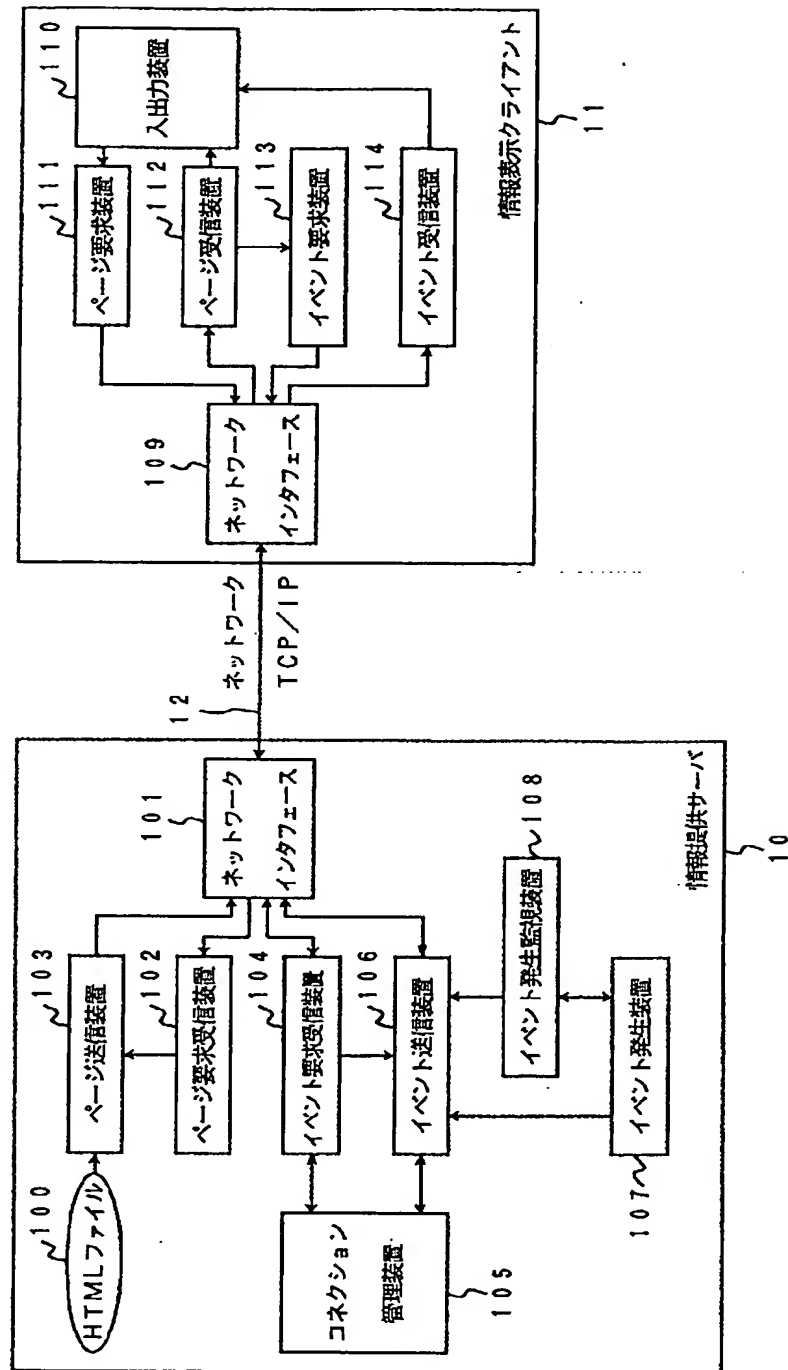 HTMLファイル
100
ページ送信装置
103
ページ要求受信装置
102
イベント要求受信装置
104
コネクション
管理装置
105
イベント送信装置
106
イベント発生監視装置
108
イベント発生装置
107
ネットワーク
インタフェース
101
情報提供サーバ
10
12
ネットワーク
TCP/IP
ネットワーク
インタフェース
109
ページ要求装置
111
ページ受信装置
112
イベント要求装置
113
イベント受信装置
114
入出力装置
110
情報表示クライアント
11